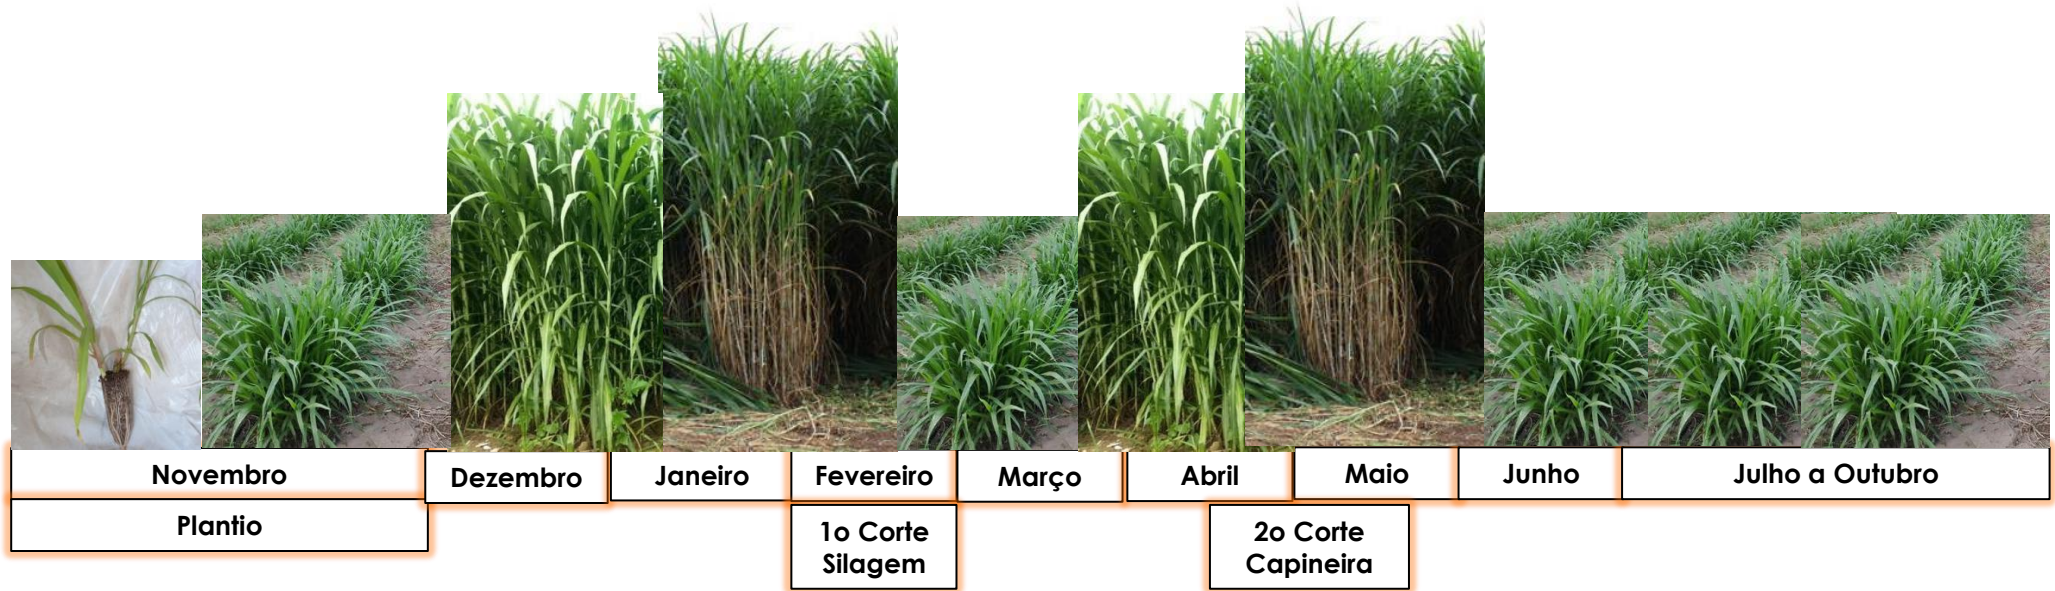 Novembro
Dezembro
Janeiro
Fevereiro
Março
Abril
Maio
Junho
Julho a Outubro
Plantio
1o Corte
Silagem
2o Corte
Capineira